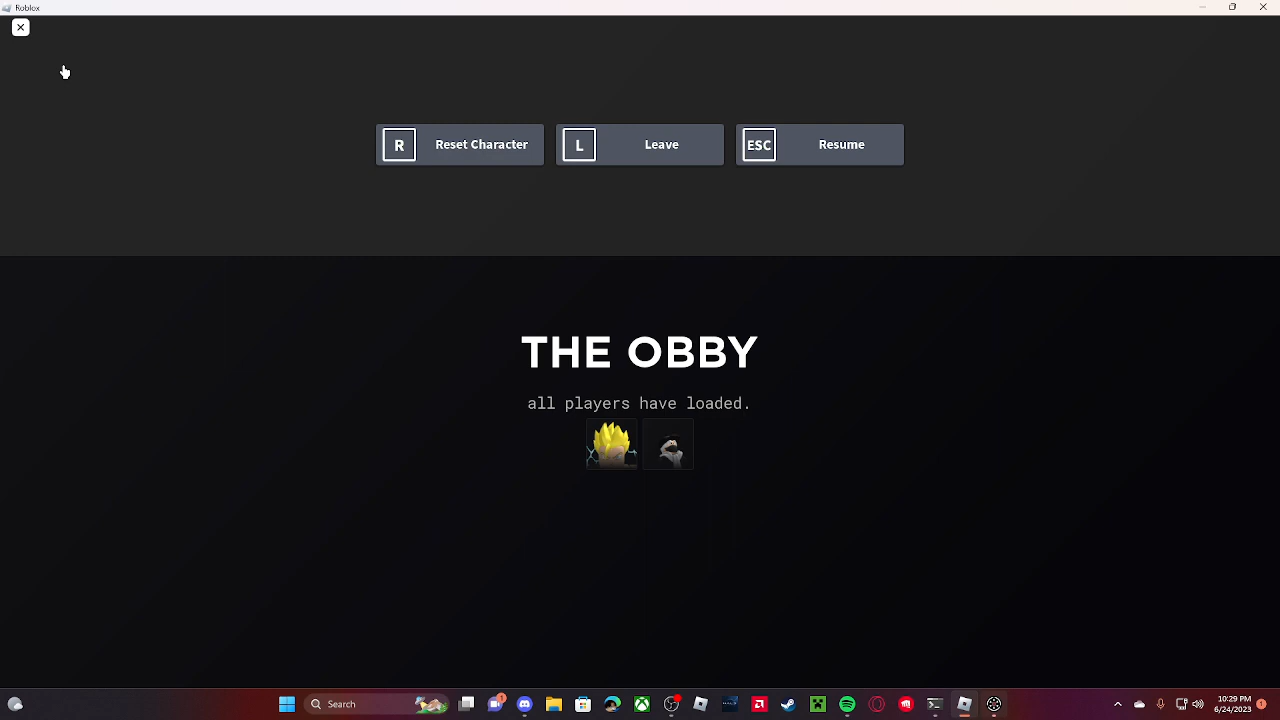 Roblox
R Reset Character L Leave ESC Resume
THE OBBY
all players have loaded.
Search
1
10:29 PM
6/24/2023